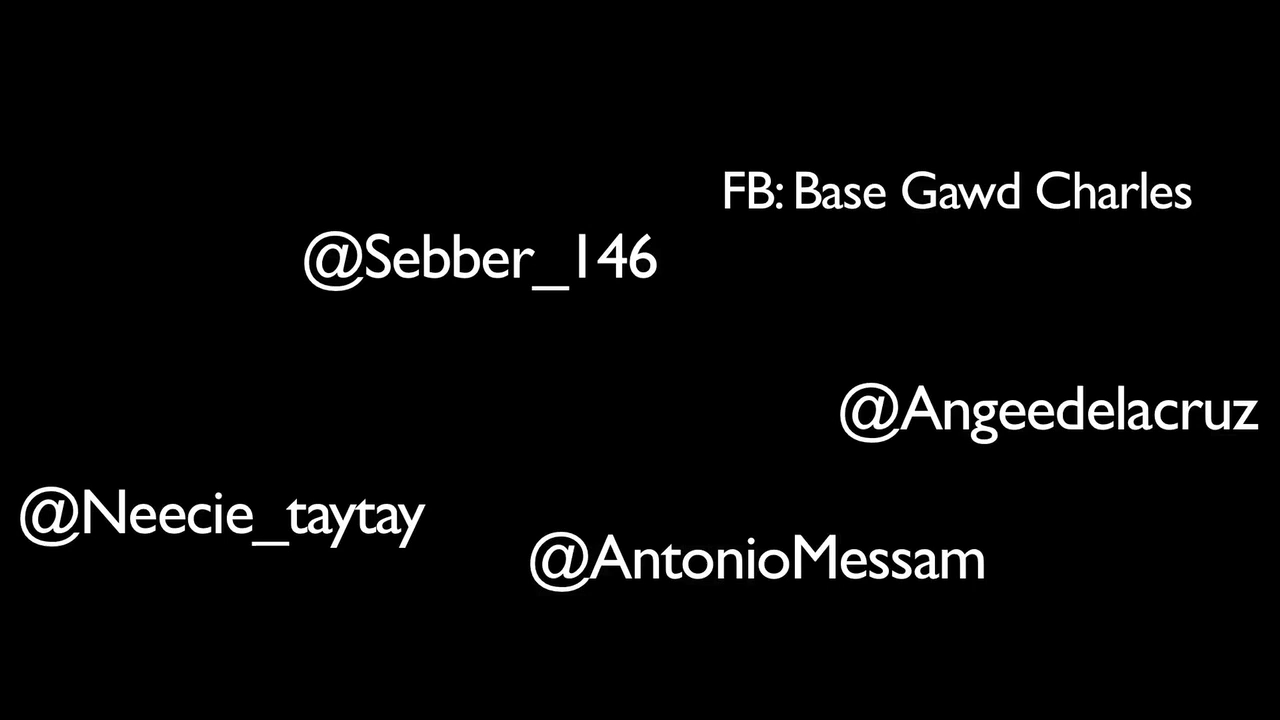 FB: Base Gawd Charles
@Sebber_146
@Angeedelacruz
@Neecie_taytay
@AntonioMessam